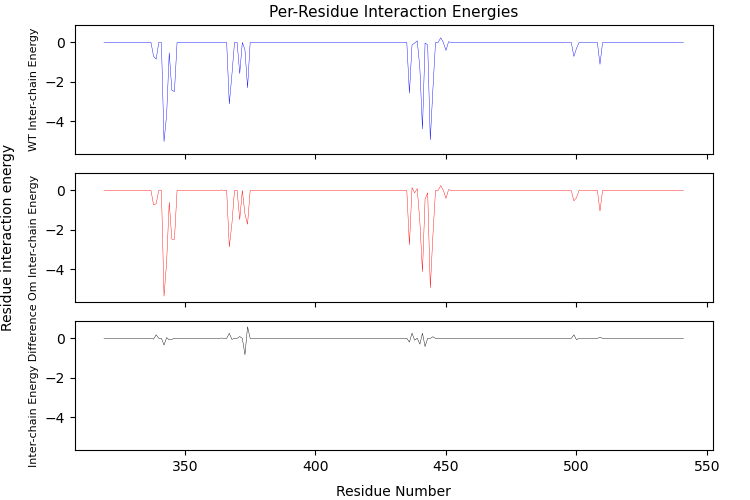 Per-Residue Interaction Energies
Residue interaction energy
WT Inter-chain Energy
0
−2
−4
Om Inter-chain Energy
0
−2
−4
Inter-chain Energy Difference
0
−2
−4
350
400
450
500
550
Residue Number